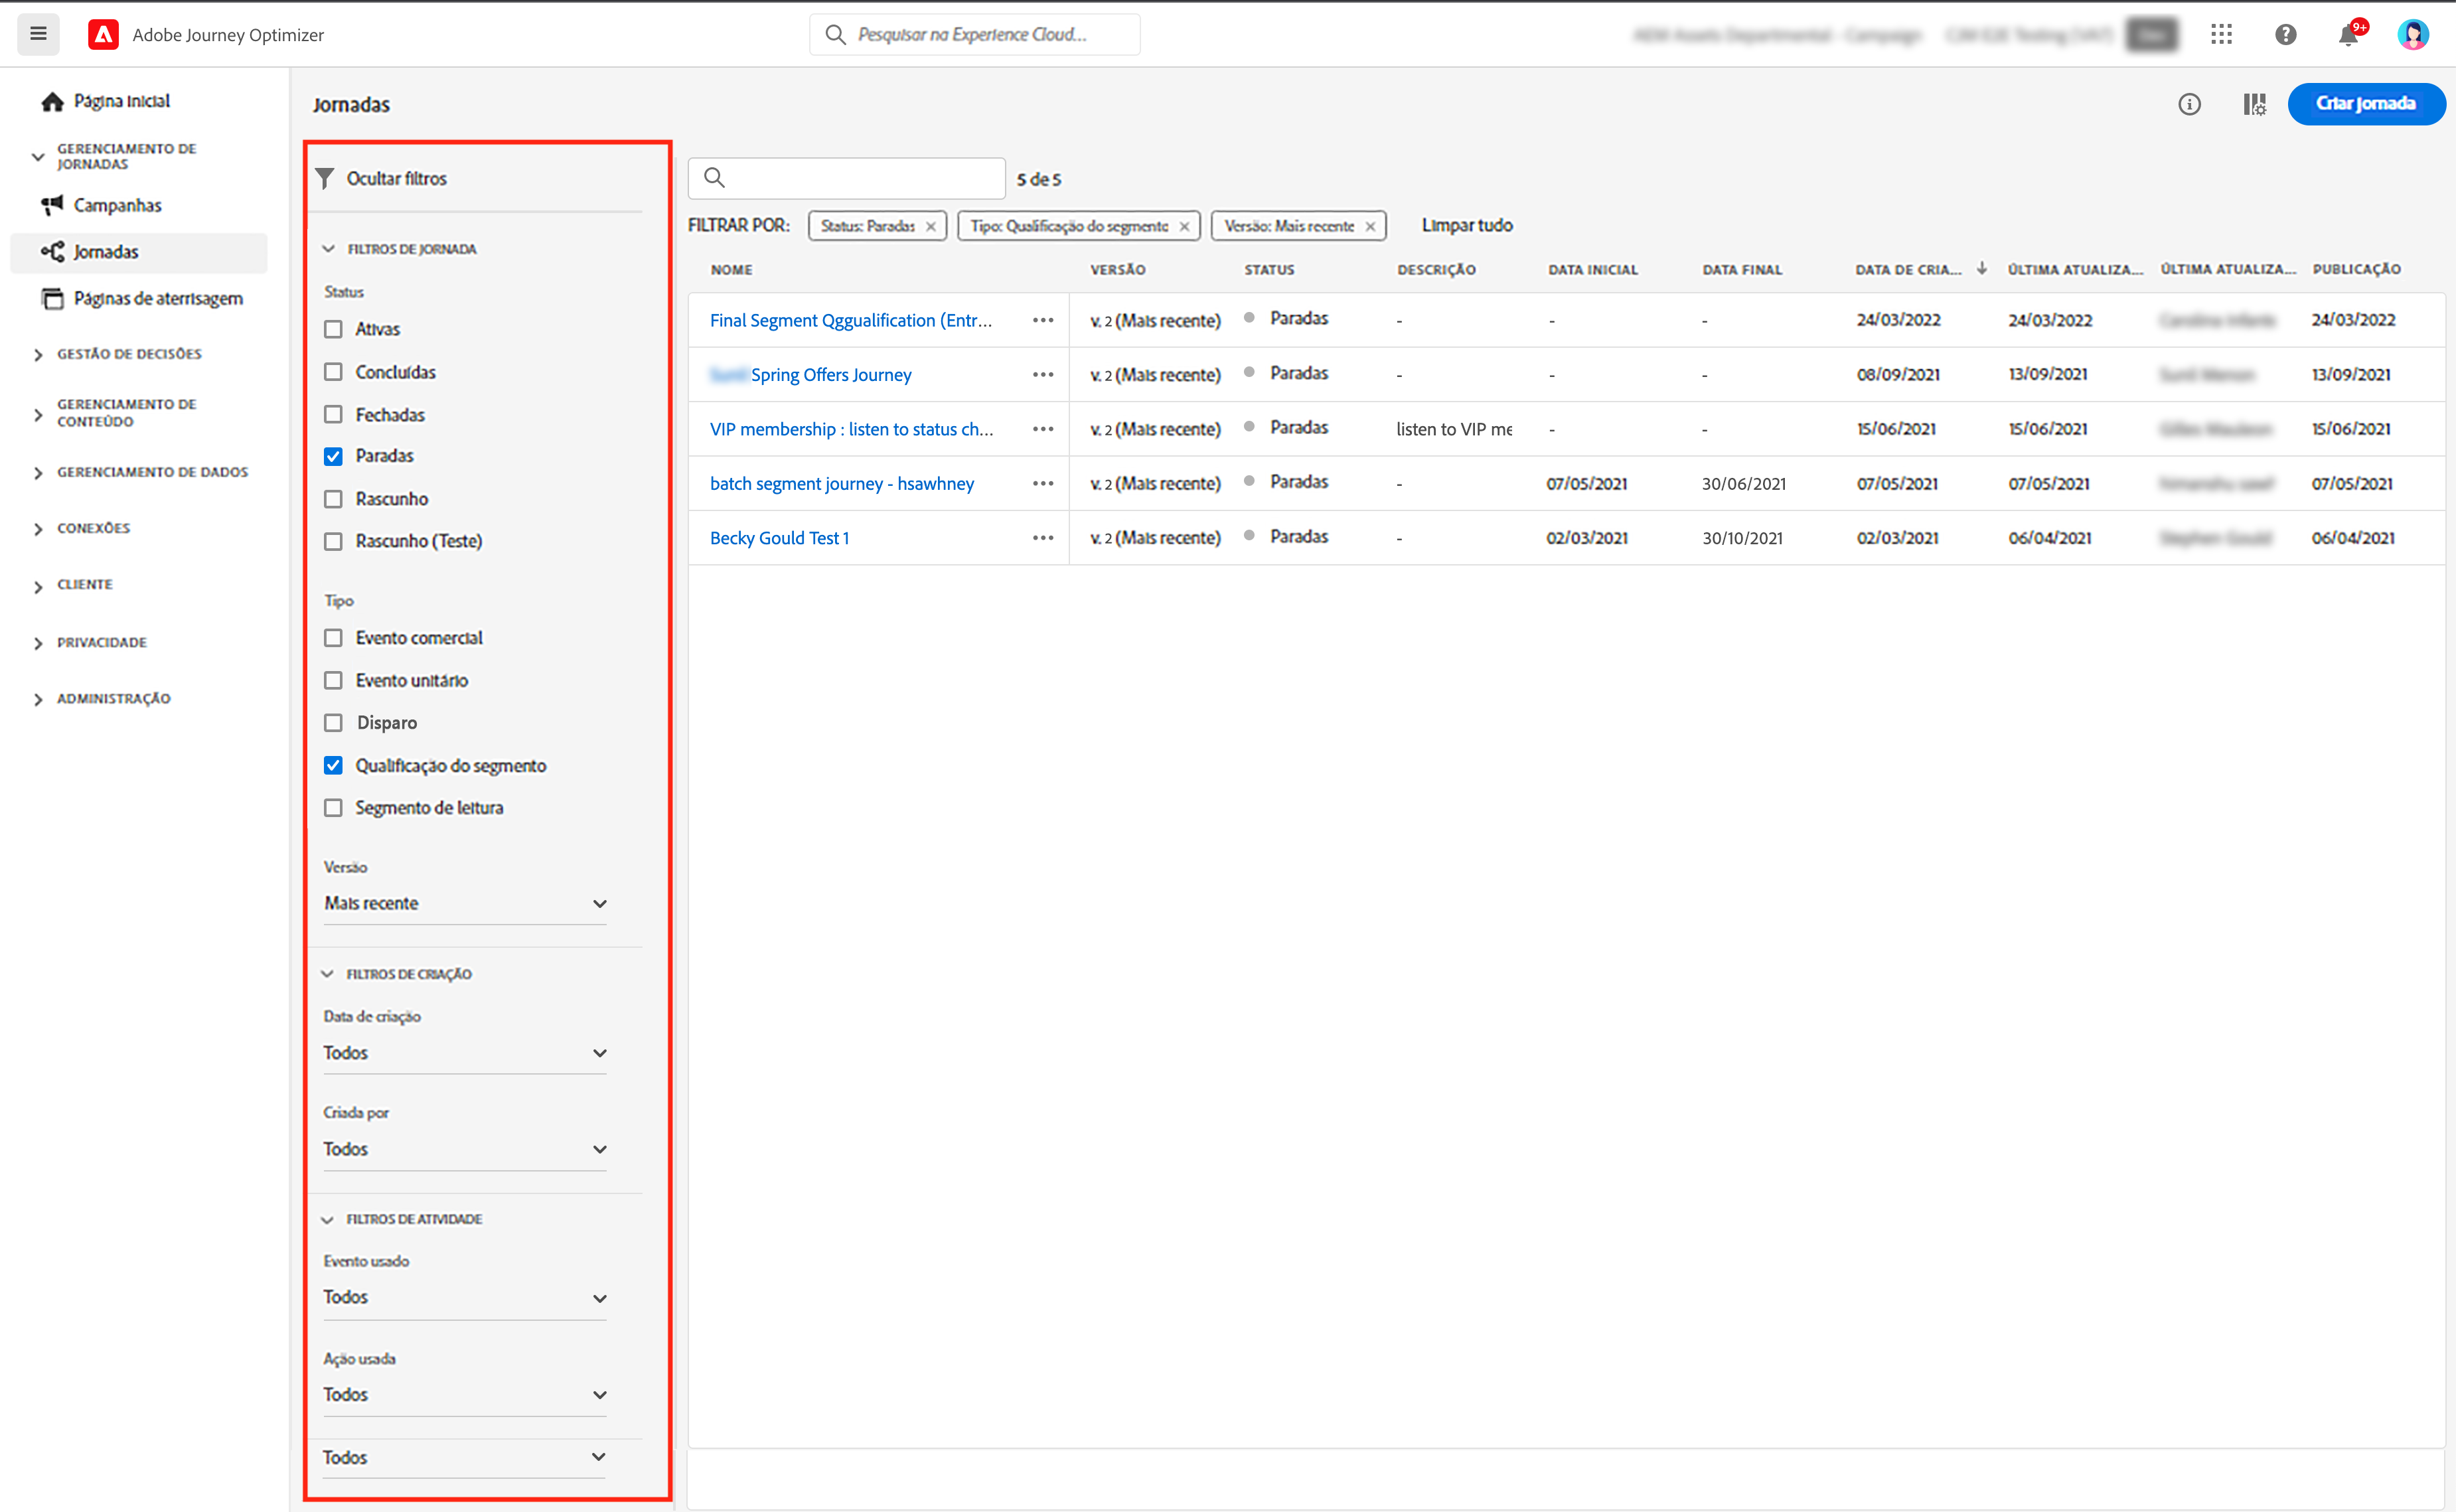 Adobe Journey Optimizer
Pesquisar na Experience Cloud...
9+
Página inicial
GERENCIAMENTO DE
JORNADAS
Campanhas
Jornadas
Páginas de aterrisagem
GESTÃO DE DECISÕES
GERENCIAMENTO DE
CONTEÚDO
GERENCIAMENTO DE DADOS
CONEXÕES
CLIENTE
PRIVACIDADE
ADMINISTRAÇÃO
Jornadas
Criar jornada
Ocultar filtros
FILTROS DE JORNADA
Status
Ativas
Concluídas
Fechadas
Paradas
Rascunho
Rascunho (Teste)
Tipo
Evento comercial
Evento unitário
Disparo
Qualificação do segmento
Segmento de leitura
Versão
Mais recente
FILTROS DE CRIAÇÃO
Data de criação
Todos
Criada por
Todos
FILTROS DE ATIVIDADE
Evento usado
Todos
Ação usada
Todos
Todos
5 de 5
FILTRAR POR: Status: Paradas Tipo: Qualificação do segmento Versão: Mais recente Limpar tudo
NOME VERSÃO STATUS DESCRIÇÃO DATA INICIAL DATA FINAL DATA DE CRIA... ÚLTIMA ATUALIZA... ÚLTIMA ATUALIZA... PUBLICAÇÃO
Final Segment Qggualification (Entr... v. 2 (Mais recente) Paradas - - - 24/03/2022 24/03/2022 24/03/2022
Spring Offers Journey v. 2 (Mais recente) Paradas - - - 08/09/2021 13/09/2021 13/09/2021
VIP membership : listen to status ch... v. 2 (Mais recente) Paradas listen to VIP me - - 15/06/2021 15/06/2021 15/06/2021
batch segment journey - hsawhney v. 2 (Mais recente) Paradas - 07/05/2021 30/06/2021 07/05/2021 07/05/2021 07/05/2021
Becky Gould Test 1 v. 2 (Mais recente) Paradas - 02/03/2021 30/10/2021 02/03/2021 06/04/2021 06/04/2021